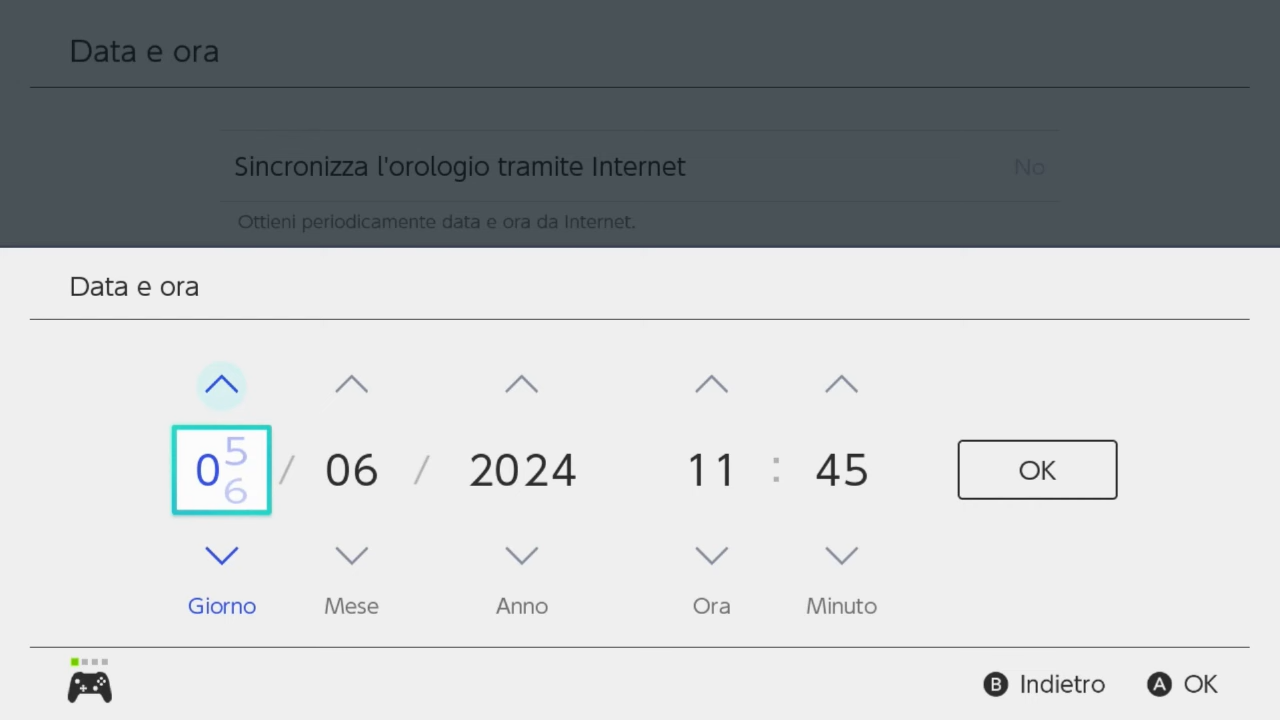 Data e ora
Sincronizza l'orologio tramite Internet No
Ottieni periodicamente data e ora da Internet.
Data e ora
5
0 / 06 / 2024 11 : 45 OK
6
Giorno Mese Anno Ora Minuto
B Indietro A OK